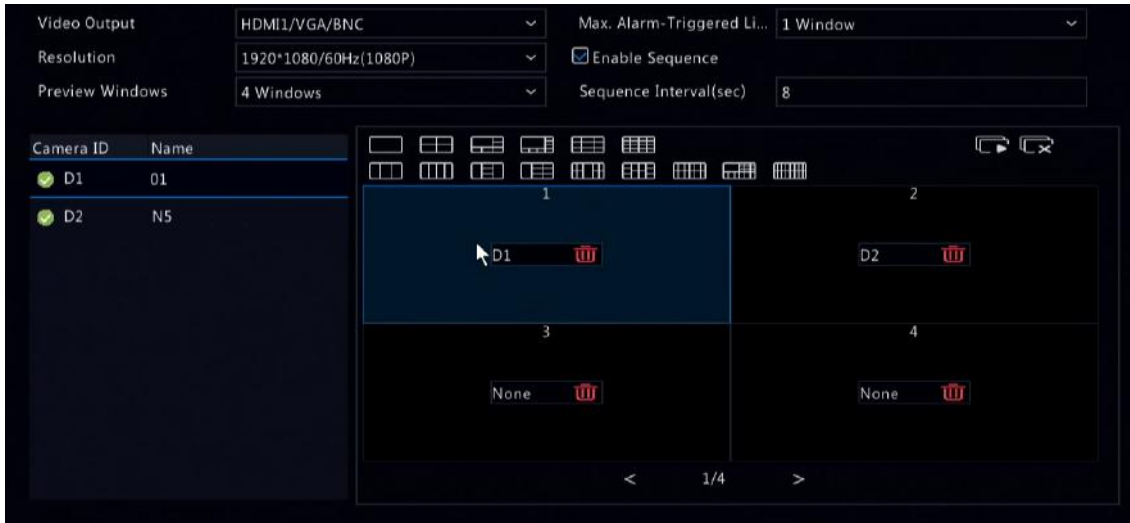 Video Output HDMI1/VGA/BNC Max. Alarm-Triggered Li... 1 Window
Resolution 1920*1080/60Hz(1080P) Enable Sequence
Preview Windows 4 Windows Sequence Interval(sec) 8
Camera ID Name
D1 01
D2 N5
1 2
D1 D2
3 4
None None
< 1/4 >